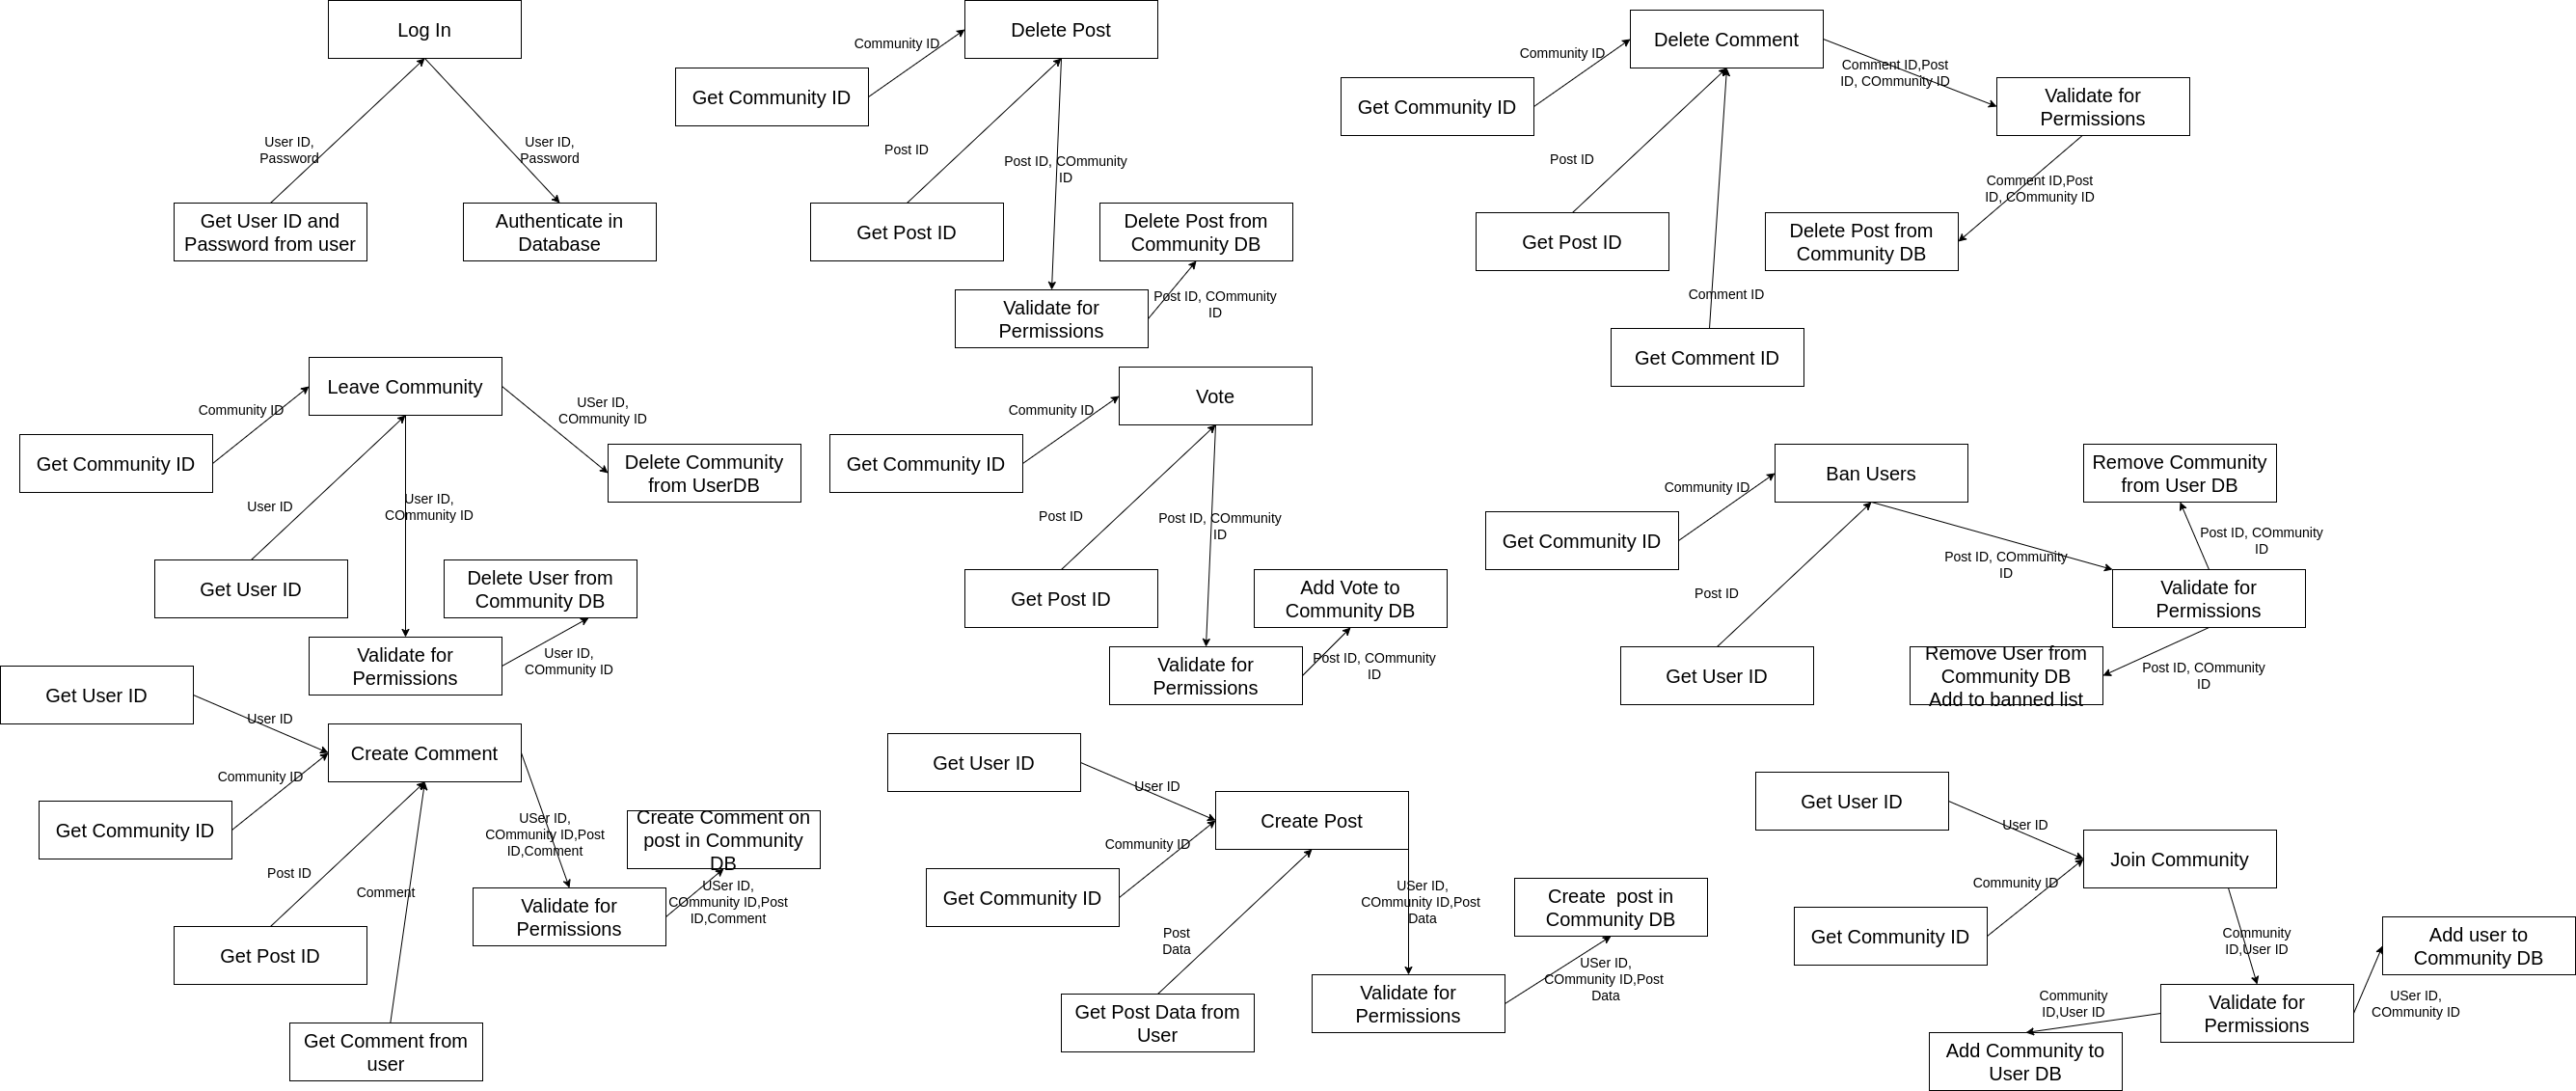 Log In
User ID,
Password
User ID,
Password
Get User ID and
Password from user
Authenticate in
Database
Delete Post
Community ID
Get Community ID
Post ID
Post ID, COmmunity
ID
Get Post ID
Delete Post from
Community DB
Validate for
Permissions
Post ID, COmmunity
ID
Delete Comment
Community ID
Get Community ID
Comment ID,Post
ID, COmmunity ID
Validate for
Permissions
Post ID
Comment ID,Post
ID, COmmunity ID
Get Post ID
Delete Post from
Community DB
Comment ID
Get Comment ID
Leave Community
Community ID
Get Community ID
USer ID,
COmmunity ID
Delete Community
from UserDB
User ID
User ID,
COmmunity ID
Get User ID
Delete User from
Community DB
Validate for
Permissions
User ID,
COmmunity ID
Vote
Community ID
Get Community ID
Post ID
Post ID, COmmunity
ID
Get Post ID
Add Vote to
Community DB
Validate for
Permissions
Post ID, COmmunity
ID
Ban Users
Community ID
Get Community ID
Remove Community
from User DB
Post ID, COmmunity
ID
Post ID, COmmunity
ID
Post ID
Validate for
Permissions
Get User ID
Remove User from
Community DB
Add to banned list
Post ID, COmmunity
ID
Get User ID
User ID
Create Comment
Community ID
Get Community ID
USer ID,
COmmunity ID,Post
ID,Comment
Create Comment on
post in Community
DB
Post ID
Comment
Validate for
Permissions
USer ID,
COmmunity ID,Post
ID,Comment
Get Post ID
Get Comment from
user
Get User ID
User ID
Create Post
Community ID
Get Community ID
USer ID,
COmmunity ID,Post
Data
Create  post in
Community DB
Post
Data
Get Post Data from
User
Validate for
Permissions
USer ID,
COmmunity ID,Post
Data
Get User ID
User ID
Join Community
Community ID
Get Community ID
Community
ID,User ID
Add user to
Community DB
Community
ID,User ID
Validate for
Permissions
USer ID,
COmmunity ID
Add Community to
User DB